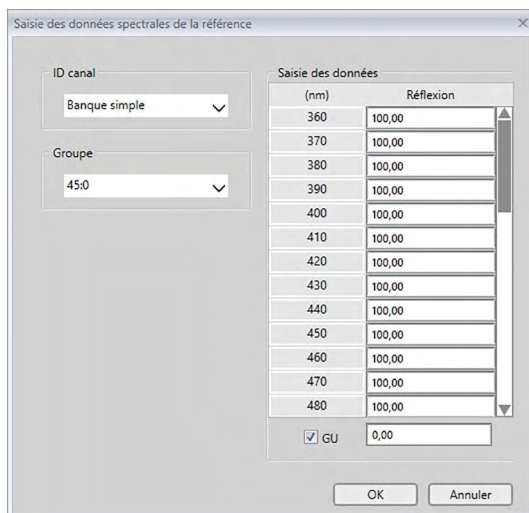 Saisie des données spectrales de la référence
ID canal
Banque simple
Groupe
45:0
Saisie des données
(nm) Réflexion
360 100,00
370 100,00
380 100,00
390 100,00
400 100,00
410 100,00
420 100,00
430 100,00
440 100,00
450 100,00
460 100,00
470 100,00
480 100,00
GU 0,00
OK Annuler